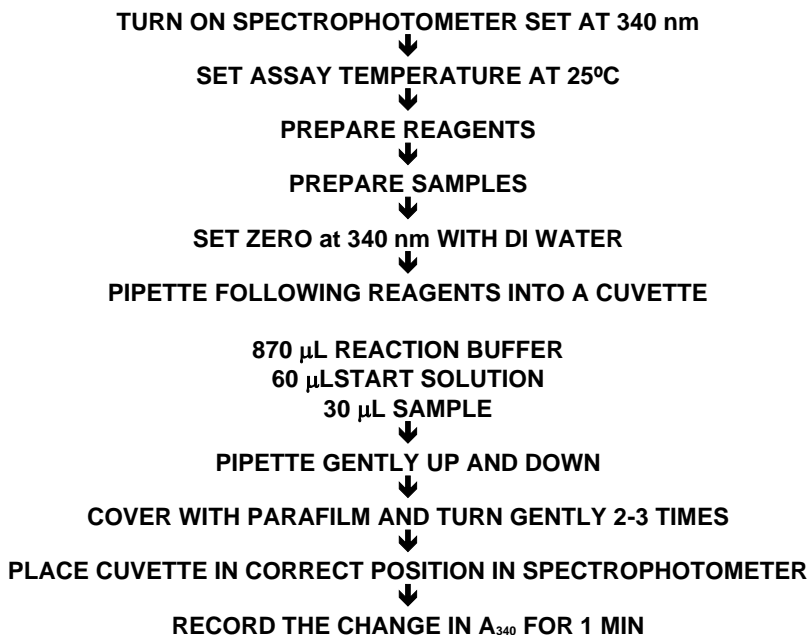 TURN ON SPECTROPHOTOMETER SET AT 340 nm
SET ASSAY TEMPERATURE AT 25ºC
PREPARE REAGENTS
PREPARE SAMPLES
SET ZERO at 340 nm WITH DI WATER
PIPETTE FOLLOWING REAGENTS INTO A CUVETTE
870 µL REACTION BUFFER
60 µLSTART SOLUTION
30 µL SAMPLE
PIPETTE GENTLY UP AND DOWN
COVER WITH PARAFILM AND TURN GENTLY 2-3 TIMES
PLACE CUVETTE IN CORRECT POSITION IN SPECTROPHOTOMETER
RECORD THE CHANGE IN A₃₄₀ FOR 1 MIN